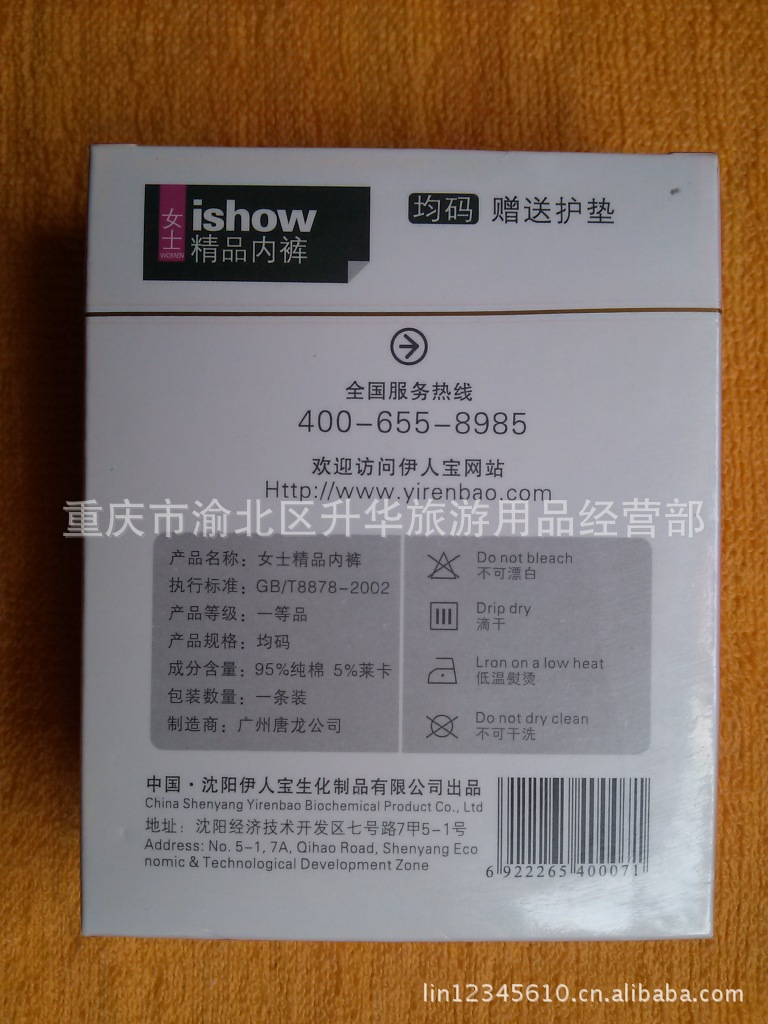 女士
WOMEN
ishow
精品内裤
均码 赠送护垫
全国服务热线
400-655-8985
欢迎访问伊人宝网站
Http://www.yirenbao.com
重庆市渝北区升华旅游用品经营部
产品名称：女士精品内裤
执行标准：GB/T8878-2002
产品等级：一等品
产品规格：均码
成分含量：95%纯棉 5%莱卡
包装数量：一条装
制造商：广州唐龙公司
Do not bleach
不可漂白
Drip dry
滴干
Lron on a low heat
低温熨烫
Do not dry clean
不可干洗
中国·沈阳伊人宝生化制品有限公司出品
China Shenyang Yirenbao Biochemical Product Co., Ltd
地址：沈阳经济技术开发区七号路7甲5-1号
Address: No. 5-1, 7A, Qihao Road, Shenyang Eco
nomic & Technological Development Zone
6 922265 400071
lin12345610.cn.alibaba.com